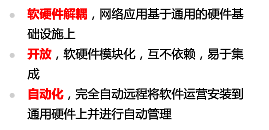 软硬件解耦，网络应用基于通用的硬件基
础设施上
开放，软硬件模块化，互不依赖，易于集
成
自动化，完全自动远程将软件运营安装到
通用硬件上并进行自动管理